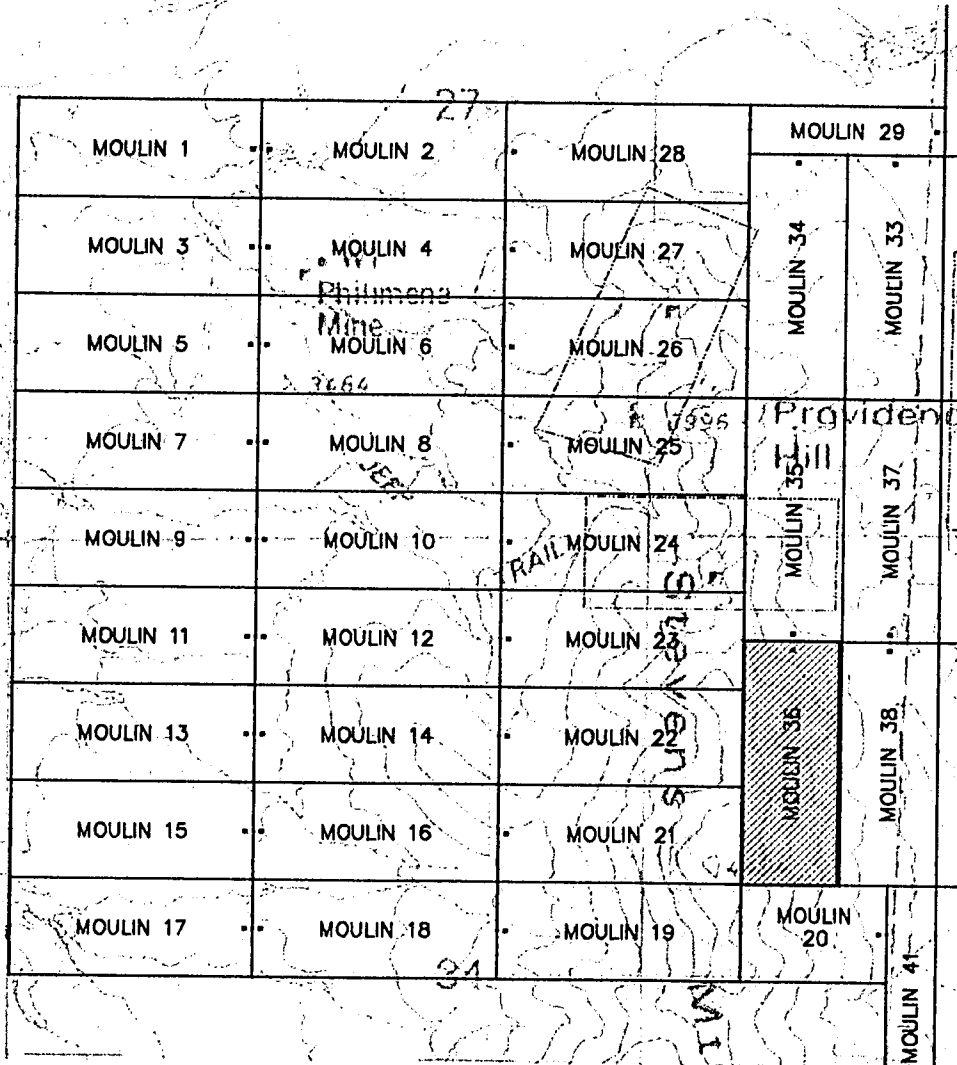 27
MOULIN 1
MOULIN 2
MOULIN 28
MOULIN 29
MOULIN 3
MOULIN 4
MOULIN 27
MOULIN 34
MOULIN 33
Philimena
Mine
MOULIN 5
MOULIN 6
MOULIN 26
MOULIN 7
MOULIN 8
MOULIN 25
Providenc
Hill
MOULIN 35
MOULIN 37
JEEP
MOULIN 9
MOULIN 10
TRAIL
MOULIN 24
MOULIN 11
MOULIN 12
MOULIN 23
Stevens
MOULIN 13
MOULIN 14
MOULIN 22
MOULIN 36
MOULIN 38
MOULIN 15
MOULIN 16
MOULIN 21
MOULIN 17
MOULIN 18
MOULIN 19
MOULIN
20
MOULIN 41
MI